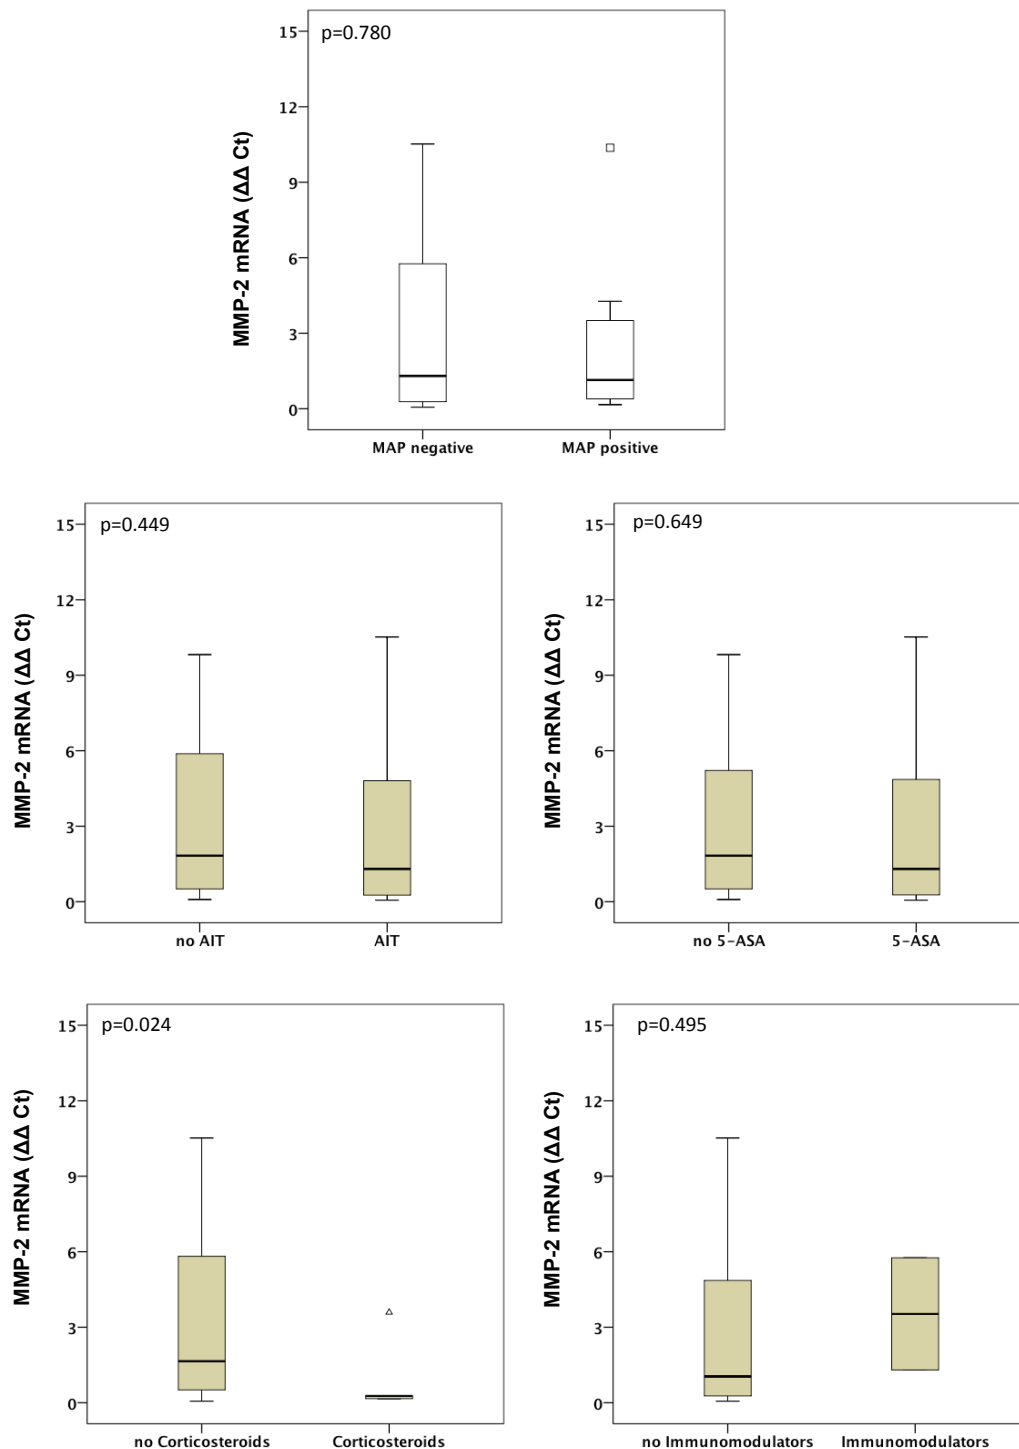 p=0.780
MMP-2 mRNA (ΔΔ Ct)
15
12
9
6
3
0
MAP negative MAP positive
p=0.449
MMP-2 mRNA (ΔΔ Ct)
15
12
9
6
3
0
no AIT AIT
p=0.649
MMP-2 mRNA (ΔΔ Ct)
15
12
9
6
3
0
no 5-ASA 5-ASA
p=0.024
MMP-2 mRNA (ΔΔ Ct)
15
12
9
6
3
0
no Corticosteroids Corticosteroids
p=0.495
MMP-2 mRNA (ΔΔ Ct)
15
12
9
6
3
0
no Immunomodulators Immunomodulators